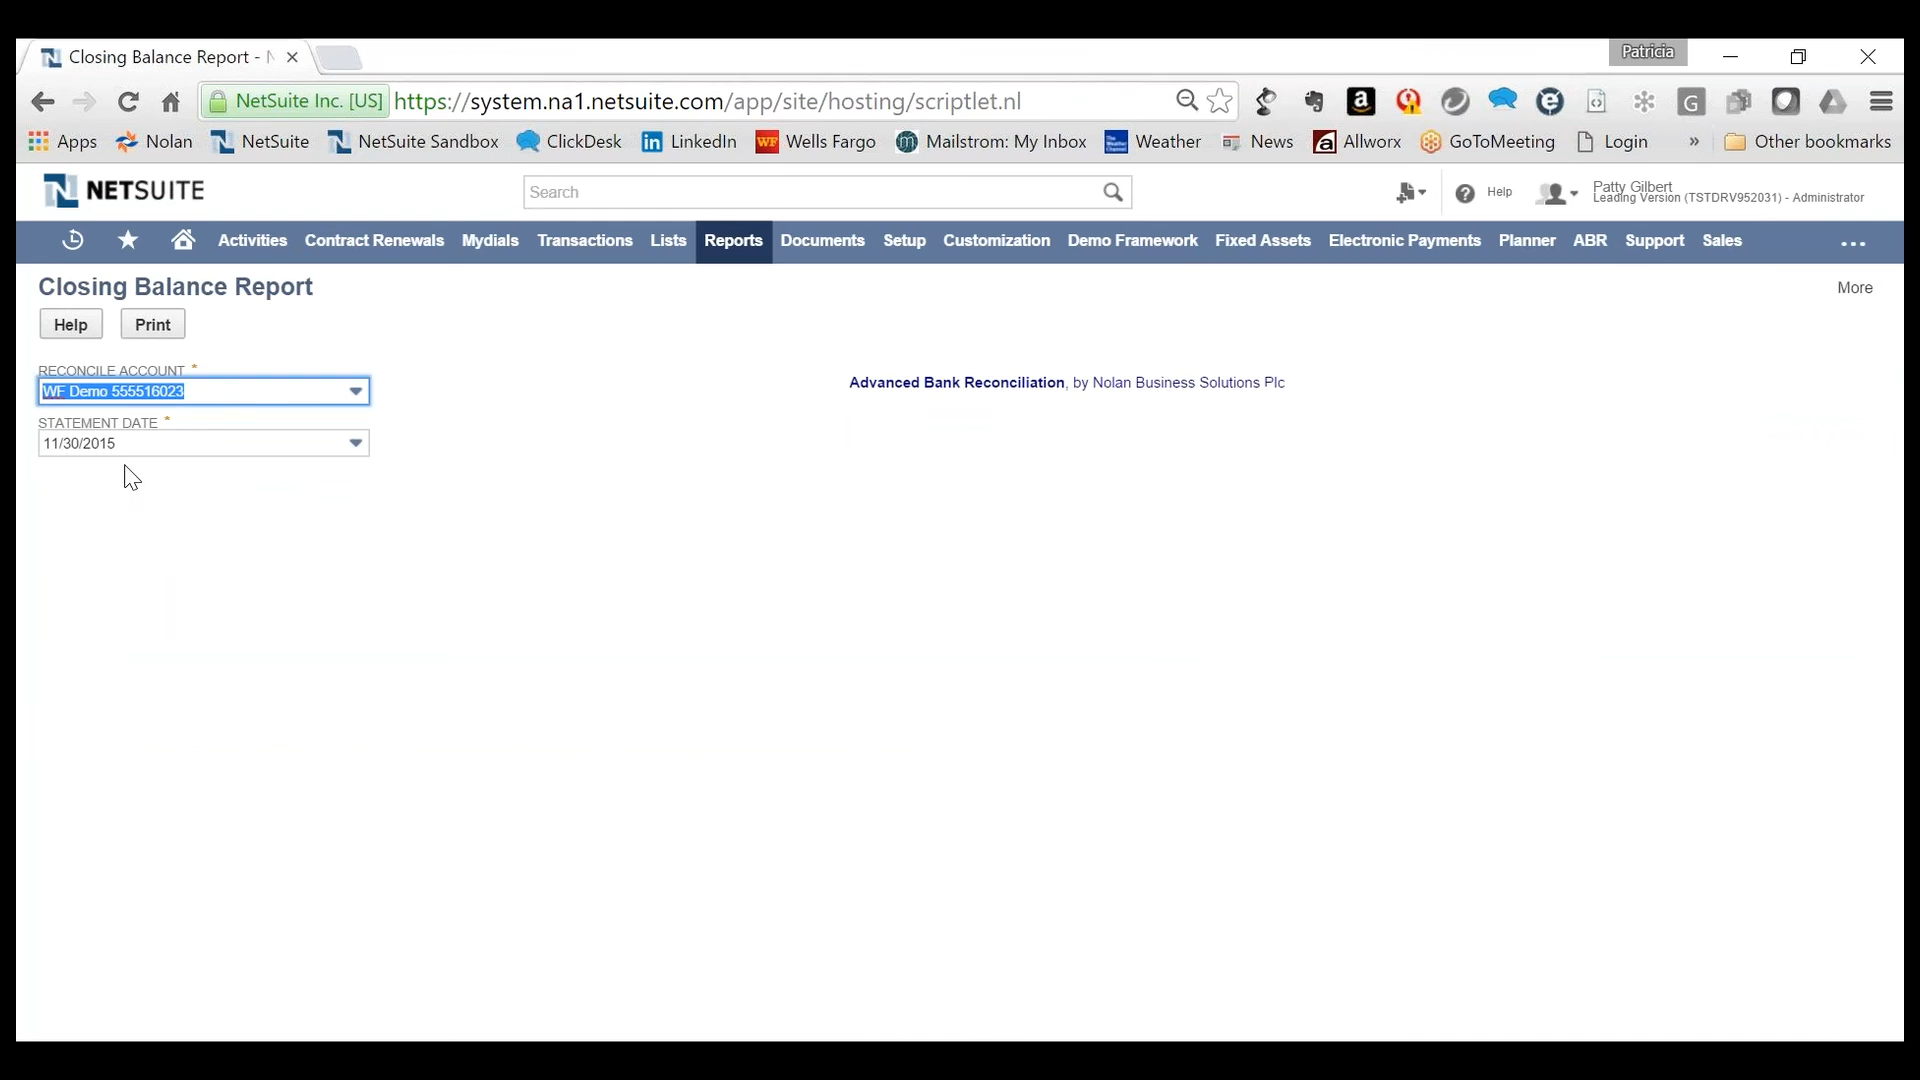 Closing Balance Report - N
Patricia
NetSuite Inc. [US] https://system.na1.netsuite.com/app/site/hosting/scriptlet.nl
Apps Nolan NetSuite NetSuite Sandbox ClickDesk LinkedIn Wells Fargo Mailstrom: My Inbox Weather News Allworx GoToMeeting Login » Other bookmarks
NETSUITE
Search
Help
Patty Gilbert
Leading Version (TSTDRV952031) - Administrator
Activities Contract Renewals Mydials Transactions Lists Reports Documents Setup Customization Demo Framework Fixed Assets Electronic Payments Planner ABR Support Sales ...
Closing Balance Report
More
Help Print
RECONCILE ACCOUNT *
WF Demo 555516023
Advanced Bank Reconciliation, by Nolan Business Solutions Plc
STATEMENT DATE *
11/30/2015